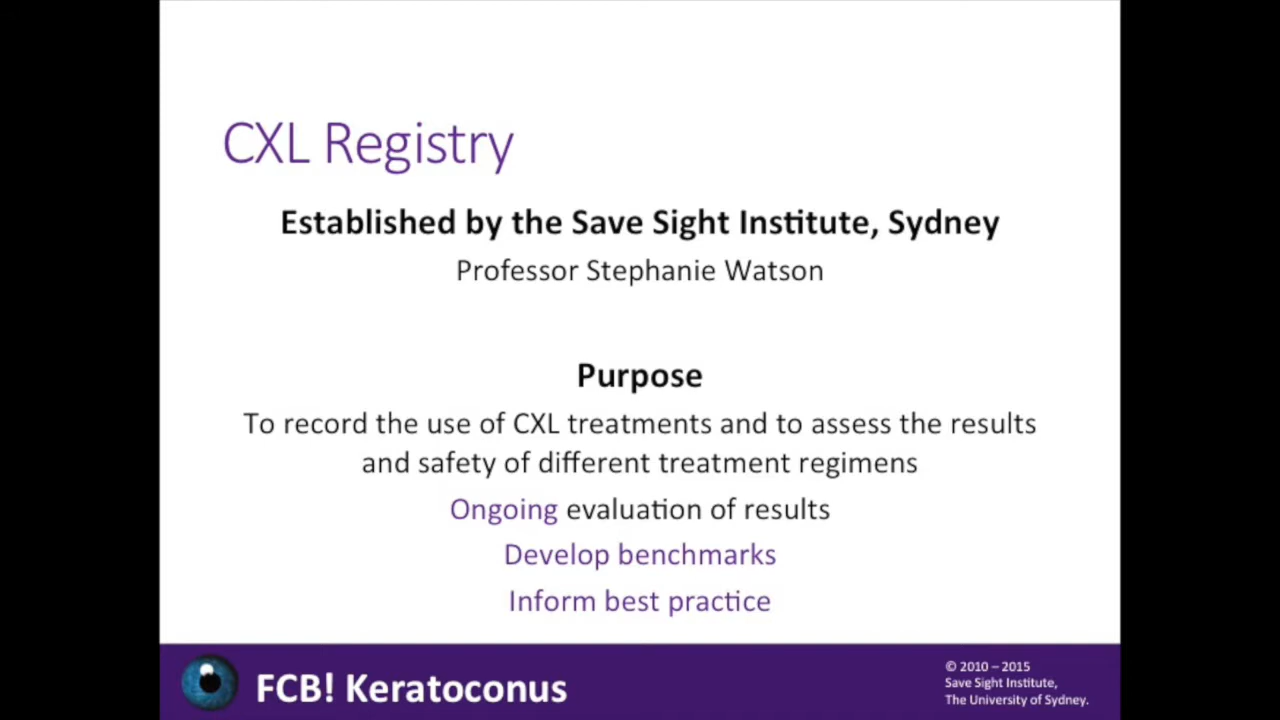 CXL Registry
Established by the Save Sight Institute, Sydney
Professor Stephanie Watson
Purpose
To record the use of CXL treatments and to assess the results
and safety of different treatment regimens
Ongoing evaluation of results
Develop benchmarks
Inform best practice
FCB! Keratoconus
© 2010 – 2015
Save Sight Institute,
The University of Sydney.